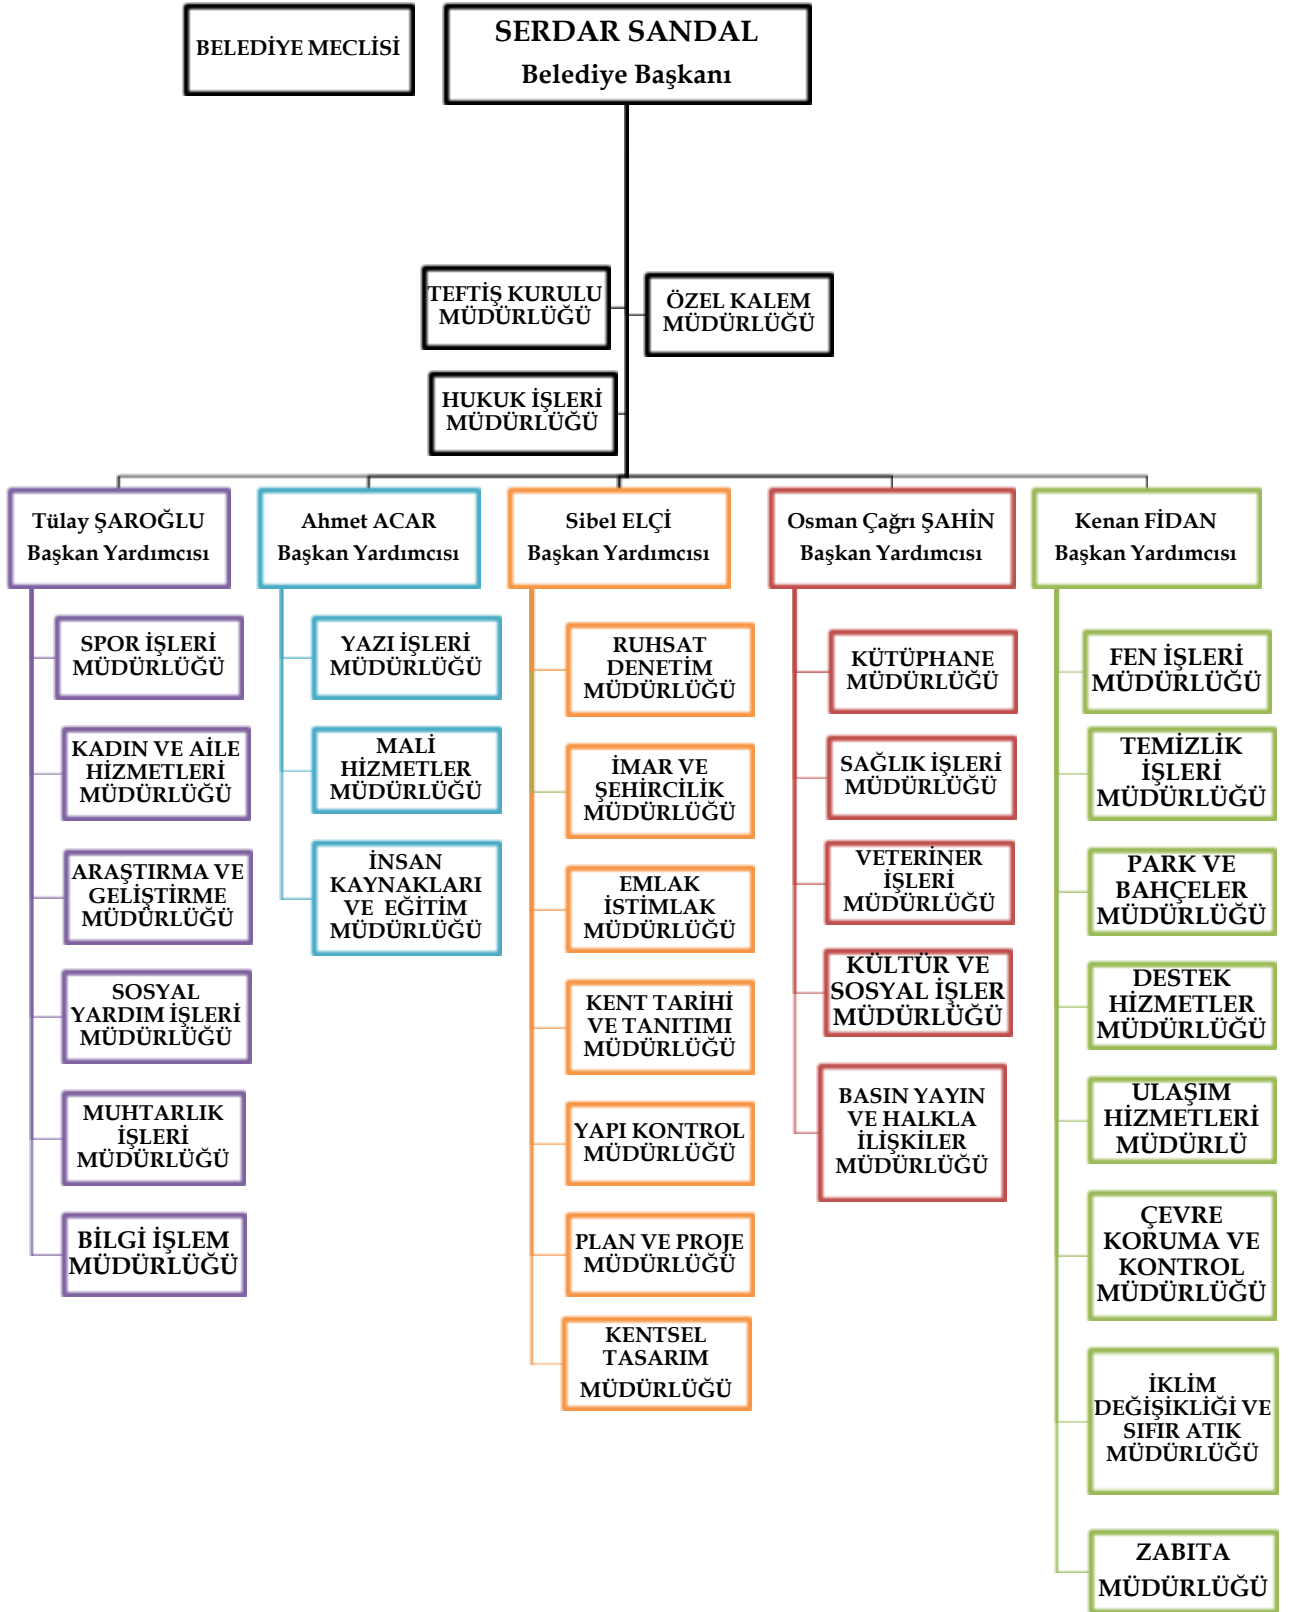 BELEDİYE MECLİSİ
SERDAR SANDAL
Belediye Başkanı
TEFTİŞ KURULU
MÜDÜRLÜĞÜ
ÖZEL KALEM
MÜDÜRLÜĞÜ
HUKUK İŞLERİ
MÜDÜRLÜĞÜ
Tülay ŞAROĞLU
Başkan Yardımcısı
SPOR İŞLERİ
MÜDÜRLÜĞÜ
KADIN VE AİLE
HİZMETLERİ
MÜDÜRLÜĞÜ
ARAŞTIRMA VE
GELİŞTİRME
MÜDÜRLÜĞÜ
SOSYAL
YARDIM İŞLERİ
MÜDÜRLÜĞÜ
MUHTARLIK
İŞLERİ
MÜDÜRLÜĞÜ
BİLGİ İŞLEM
MÜDÜRLÜĞÜ
Ahmet ACAR
Başkan Yardımcısı
YAZI İŞLERİ
MÜDÜRLÜĞÜ
MALİ
HİZMETLER
MÜDÜRLÜĞÜ
İNSAN
KAYNAKLARI
VE EĞİTİM
MÜDÜRLÜĞÜ
Sibel ELÇİ
Başkan Yardımcısı
RUHSAT
DENETİM
MÜDÜRLÜĞÜ
İMAR VE
ŞEHİRCİLİK
MÜDÜRLÜĞÜ
EMLAK
İSTİMLAK
MÜDÜRLÜĞÜ
KENT TARİHİ
VE TANITIMI
MÜDÜRLÜĞÜ
YAPI KONTROL
MÜDÜRLÜĞÜ
PLAN VE PROJE
MÜDÜRLÜĞÜ
KENTSEL
TASARIM
MÜDÜRLÜĞÜ
Osman Çağrı ŞAHİN
Başkan Yardımcısı
KÜTÜPHANE
MÜDÜRLÜĞÜ
SAĞLIK İŞLERİ
MÜDÜRLÜĞÜ
VETERİNER
İŞLERİ
MÜDÜRLÜĞÜ
KÜLTÜR VE
SOSYAL İŞLER
MÜDÜRLÜĞÜ
BASIN YAYIN
VE HALKLA
İLİŞKİLER
MÜDÜRLÜĞÜ
Kenan FİDAN
Başkan Yardımcısı
FEN İŞLERİ
MÜDÜRLÜĞÜ
TEMİZLİK
İŞLERİ
MÜDÜRLÜĞÜ
PARK VE
BAHÇELER
MÜDÜRLÜĞÜ
DESTEK
HİZMETLER
MÜDÜRLÜĞÜ
ULAŞIM
HİZMETLERİ
MÜDÜRLÜ
ÇEVRE
KORUMA VE
KONTROL
MÜDÜRLÜĞÜ
İKLİM
DEĞİŞİKLİĞİ VE
SIFIR ATIK
MÜDÜRLÜĞÜ
ZABITA
MÜDÜRLÜĞÜ